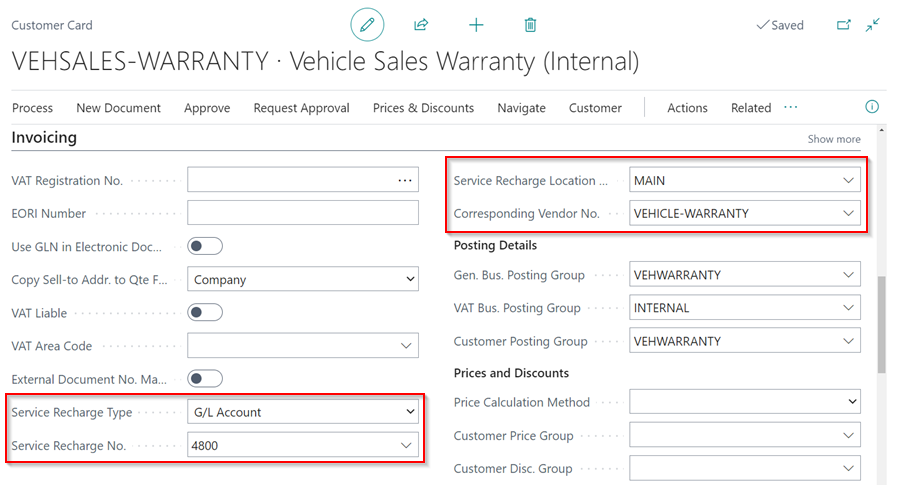 Customer Card
Saved
VEHSALES-WARRANTY · Vehicle Sales Warranty (Internal)
Process New Document Approve Request Approval Prices & Discounts Navigate Customer Actions Related ···
Invoicing
Show more
VAT Registration No.
EORI Number
Use GLN in Electronic Doc...
Copy Sell-to Addr. to Qte F... Company
VAT Liable
VAT Area Code
External Document No. Ma...
Service Recharge Type G/L Account
Service Recharge No. 4800
Service Recharge Location ... MAIN
Corresponding Vendor No. VEHICLE-WARRANTY
Posting Details
Gen. Bus. Posting Group VEHWARRANTY
VAT Bus. Posting Group INTERNAL
Customer Posting Group VEHWARRANTY
Prices and Discounts
Price Calculation Method
Customer Price Group
Customer Disc. Group